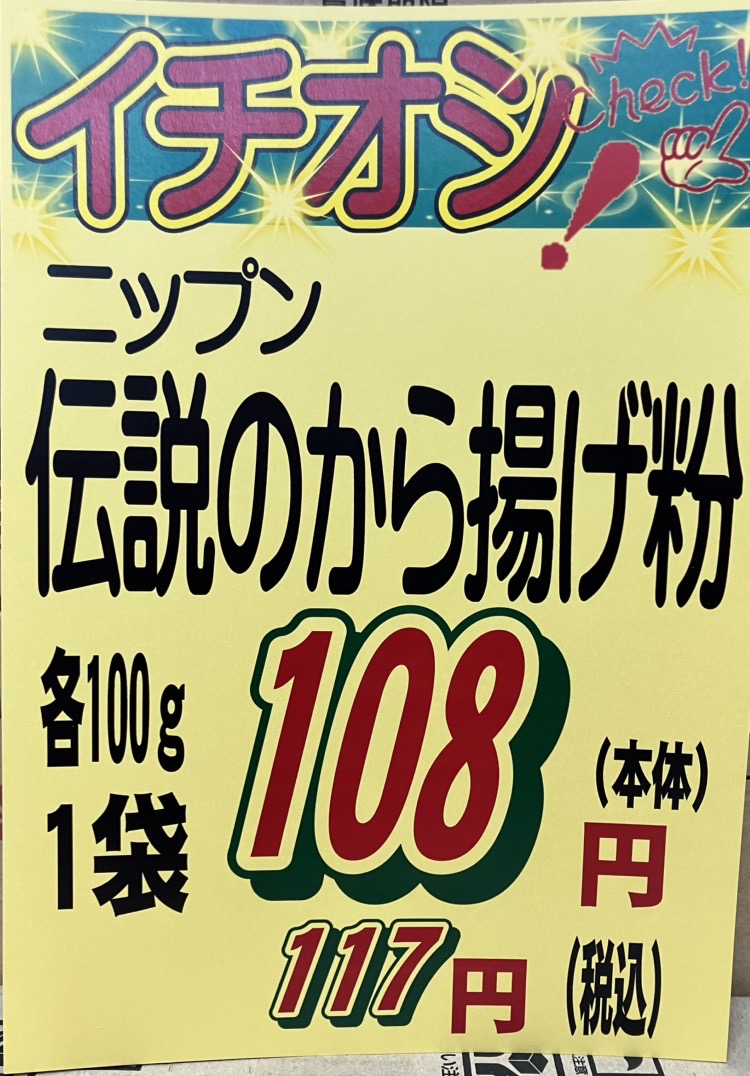 イチオシ
check!
!
ニップン
伝説のから揚げ粉
各100g
1袋
108
(本体)
円
117円
(税込)